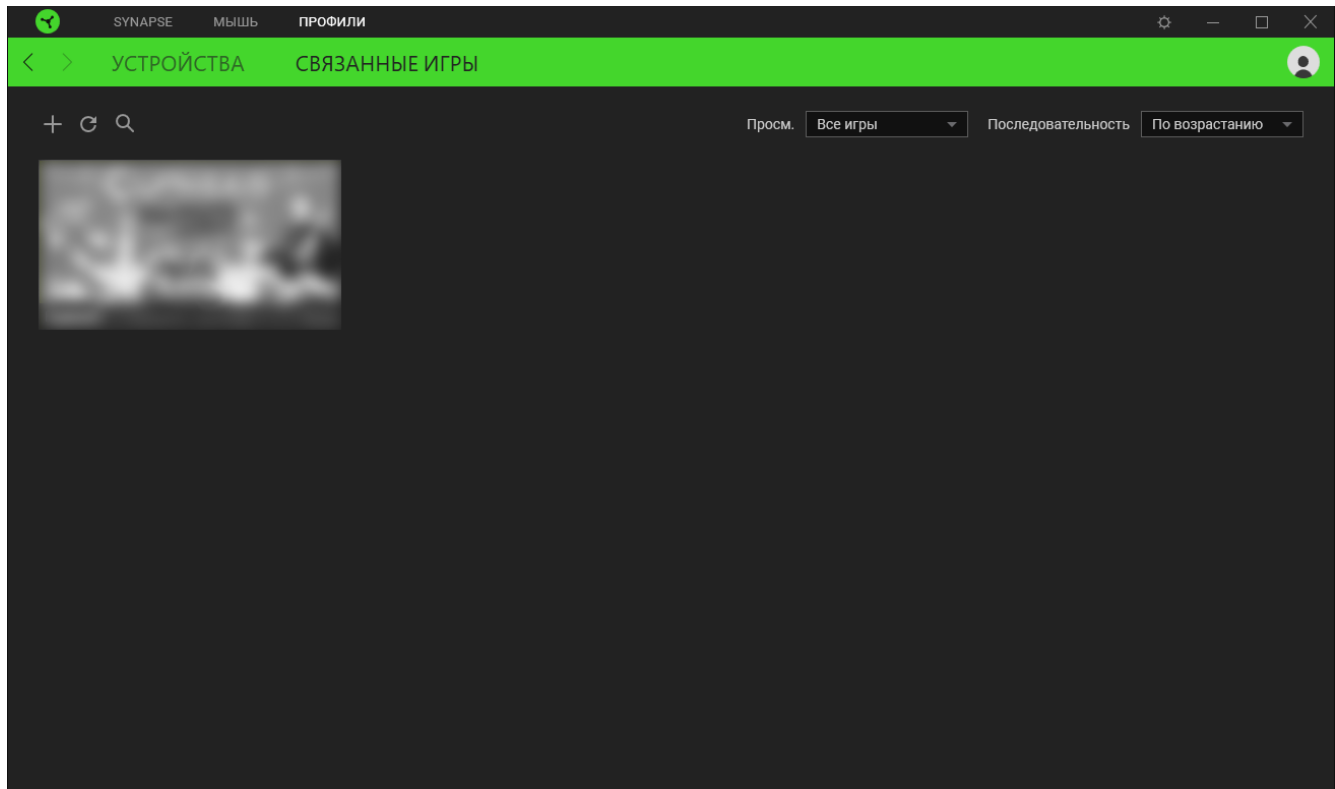 SYNAPSE МЫШЬ ПРОФИЛИ
УСТРОЙСТВА СВЯЗАННЫЕ ИГРЫ
Просм. Все игры Последовательность По возрастанию